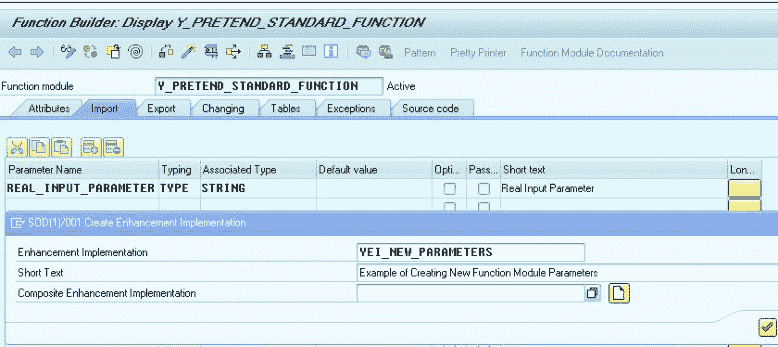 Function Builder: Display Y_PRETEND_STANDARD_FUNCTION
Pattern Pretty Printer Function Module Documentation
Function module Y_PRETEND_STANDARD_FUNCTION Active
Attributes Import Export Changing Tables Exceptions Source code
Parameter Name Typing Associated Type Default value Opti... Pass... Short text Lon...
REAL_INPUT_PARAMETER TYPE STRING Real Input Parameter
SOD(1)/001 Create Enhancement Implementation
Enhancement Implementation YEI_NEW_PARAMETERS
Short Text Example of Creating New Function Module Parameters
Composite Enhancement Implementation